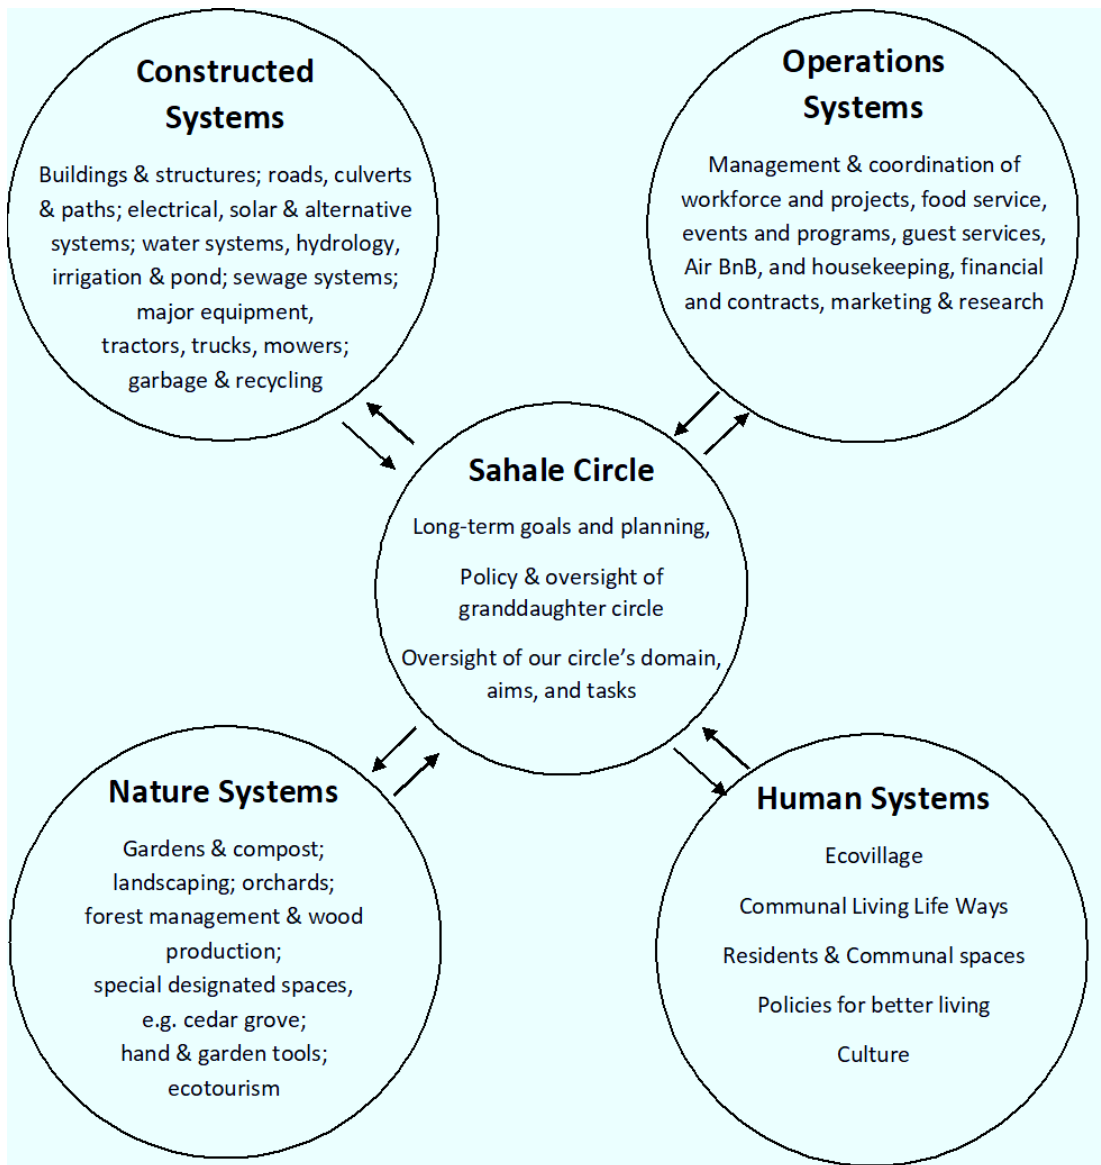 Constructed
Systems
Buildings & structures; roads, culverts
& paths; electrical, solar & alternative
systems; water systems, hydrology,
irrigation & pond; sewage systems;
major equipment,
tractors, trucks, mowers;
garbage & recycling
Operations
Systems
Management & coordination of
workforce and projects, food service,
events and programs, guest services,
Air BnB, and housekeeping, financial
and contracts, marketing & research
Sahale Circle
Long-term goals and planning,
Policy & oversight of
granddaughter circle
Oversight of our circle’s domain,
aims, and tasks
Nature Systems
Gardens & compost;
landscaping; orchards;
forest management & wood
production;
special designated spaces,
e.g. cedar grove;
hand & garden tools;
ecotourism
Human Systems
Ecovillage
Communal Living Life Ways
Residents & Communal spaces
Policies for better living
Culture